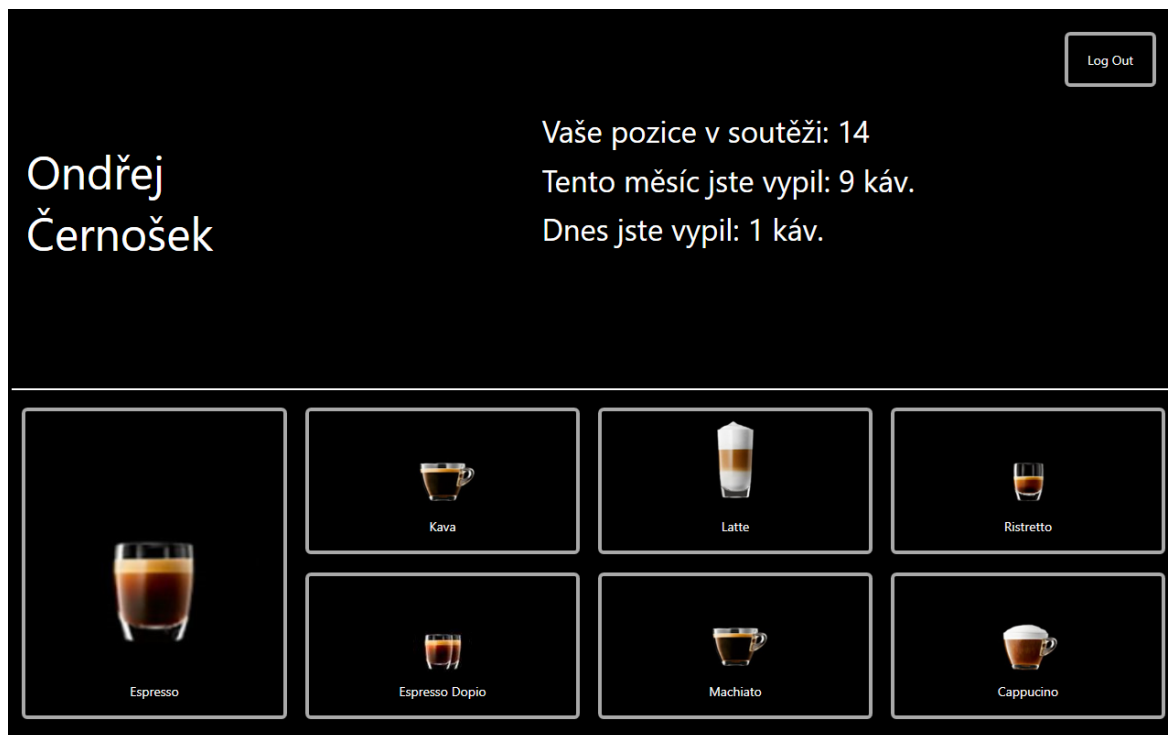 Log Out
Ondřej
Černošek
Vaše pozice v soutěži: 14
Tento měsíc jste vypil: 9 káv.
Dnes jste vypil: 1 káv.
Espresso
Kava
Latte
Ristretto
Espresso Dopio
Machiato
Cappucino